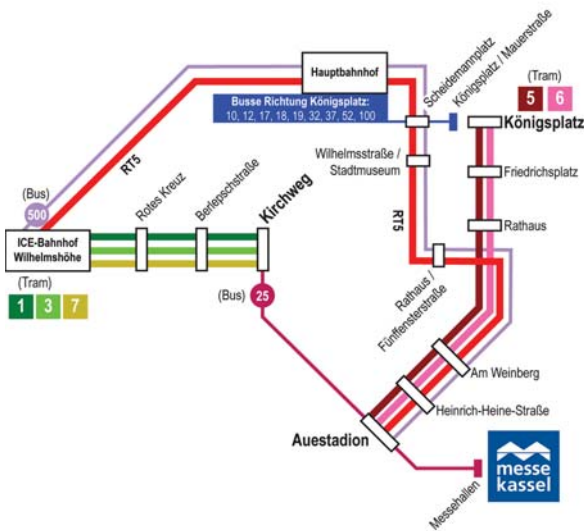 Hauptbahnhof
Busse Richtung Königsplatz:
10, 12, 17, 18, 19, 32, 37, 52, 100
Scheidemannplatz
Königsplatz / Mauerstraße
(Tram)
5 6
Königsplatz
Wilhelmsstraße /
Stadtmuseum
Friedrichsplatz
Rathaus
RT5
RT5
(Bus)
500
ICE-Bahnhof
Wilhelmshöhe
(Tram)
1 3 7
Rotes Kreuz
Berlepschstraße
Kirchweg
(Bus) 25
Rathaus /
Fünffensterstraße
Am Weinberg
Heinrich-Heine-Straße
Auestadion
Messehallen
messe
kassel